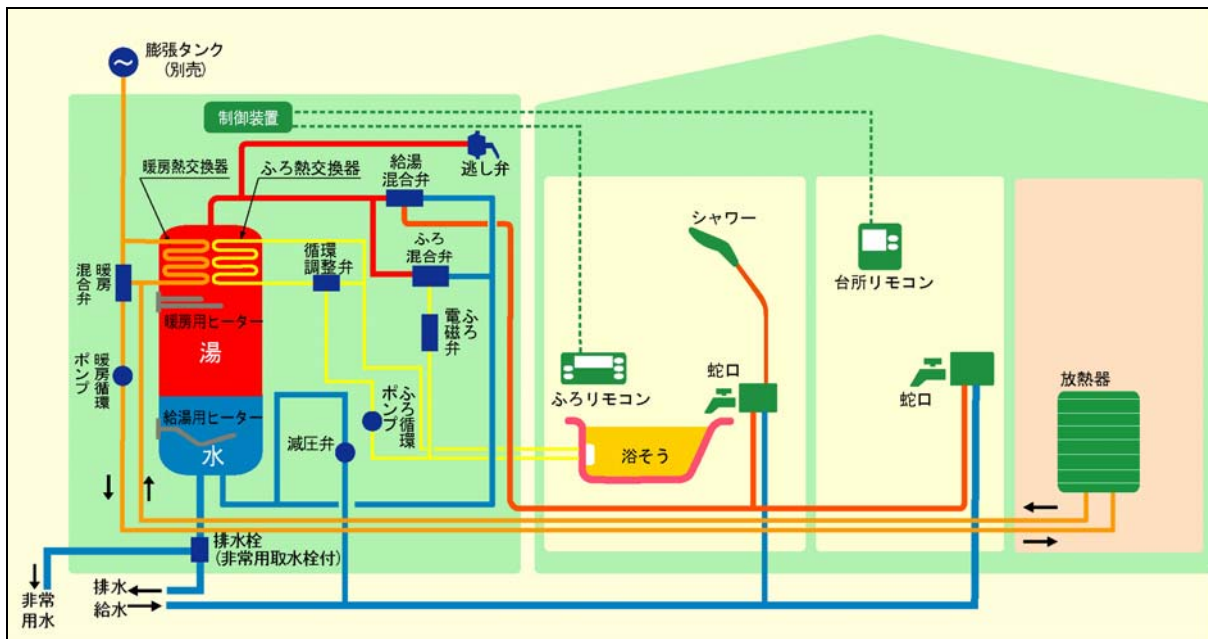 膨張タンク
(別売)
制御装置
暖房熱交換器
ふろ熱交換器
給湯
混合弁
逃し弁
循環
調整弁
ふろ
混合弁
暖房
混合弁
暖房用ヒーター
湯
ふろ
電磁弁
暖房循環
ポンプ
給湯用ヒーター
水
減圧弁
ふろ循環
ポンプ
シャワー
台所リモコン
ふろリモコン
蛇口
蛇口
放熱器
浴そう
排水栓
(非常用取水栓付)
排水
給水
非常
用水